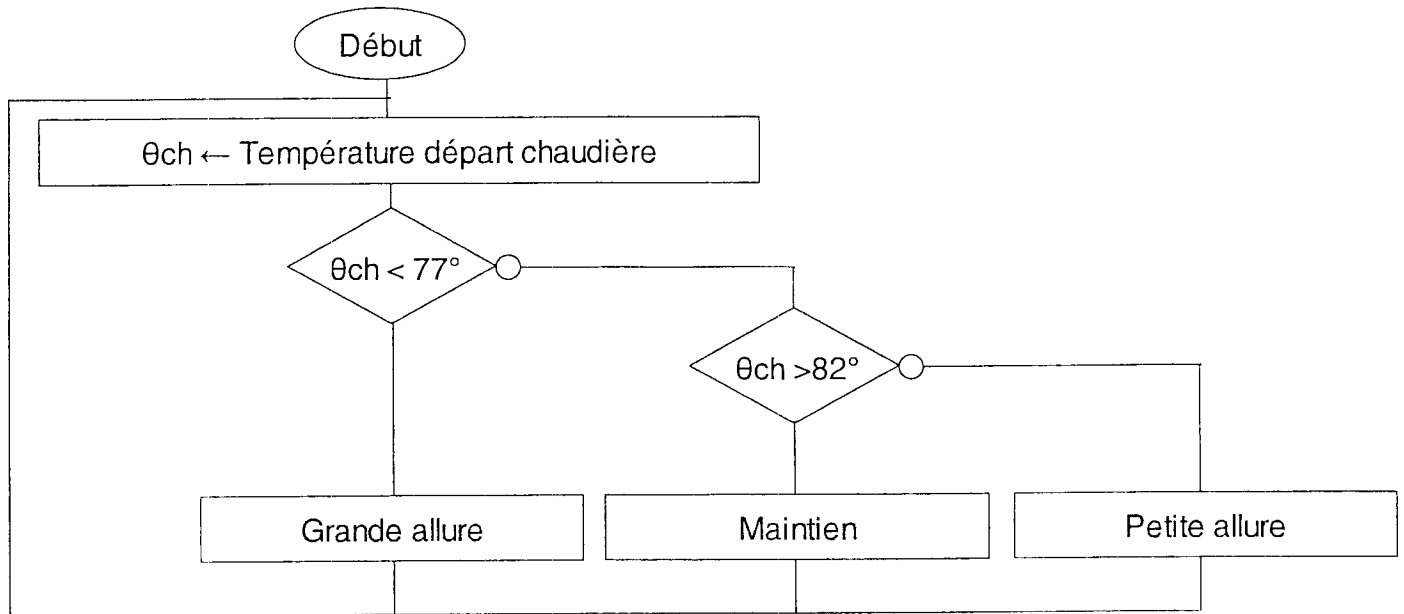 Début
θch ← Température départ chaudière
θch < 77°
θch >82°
Grande allure
Maintien
Petite allure